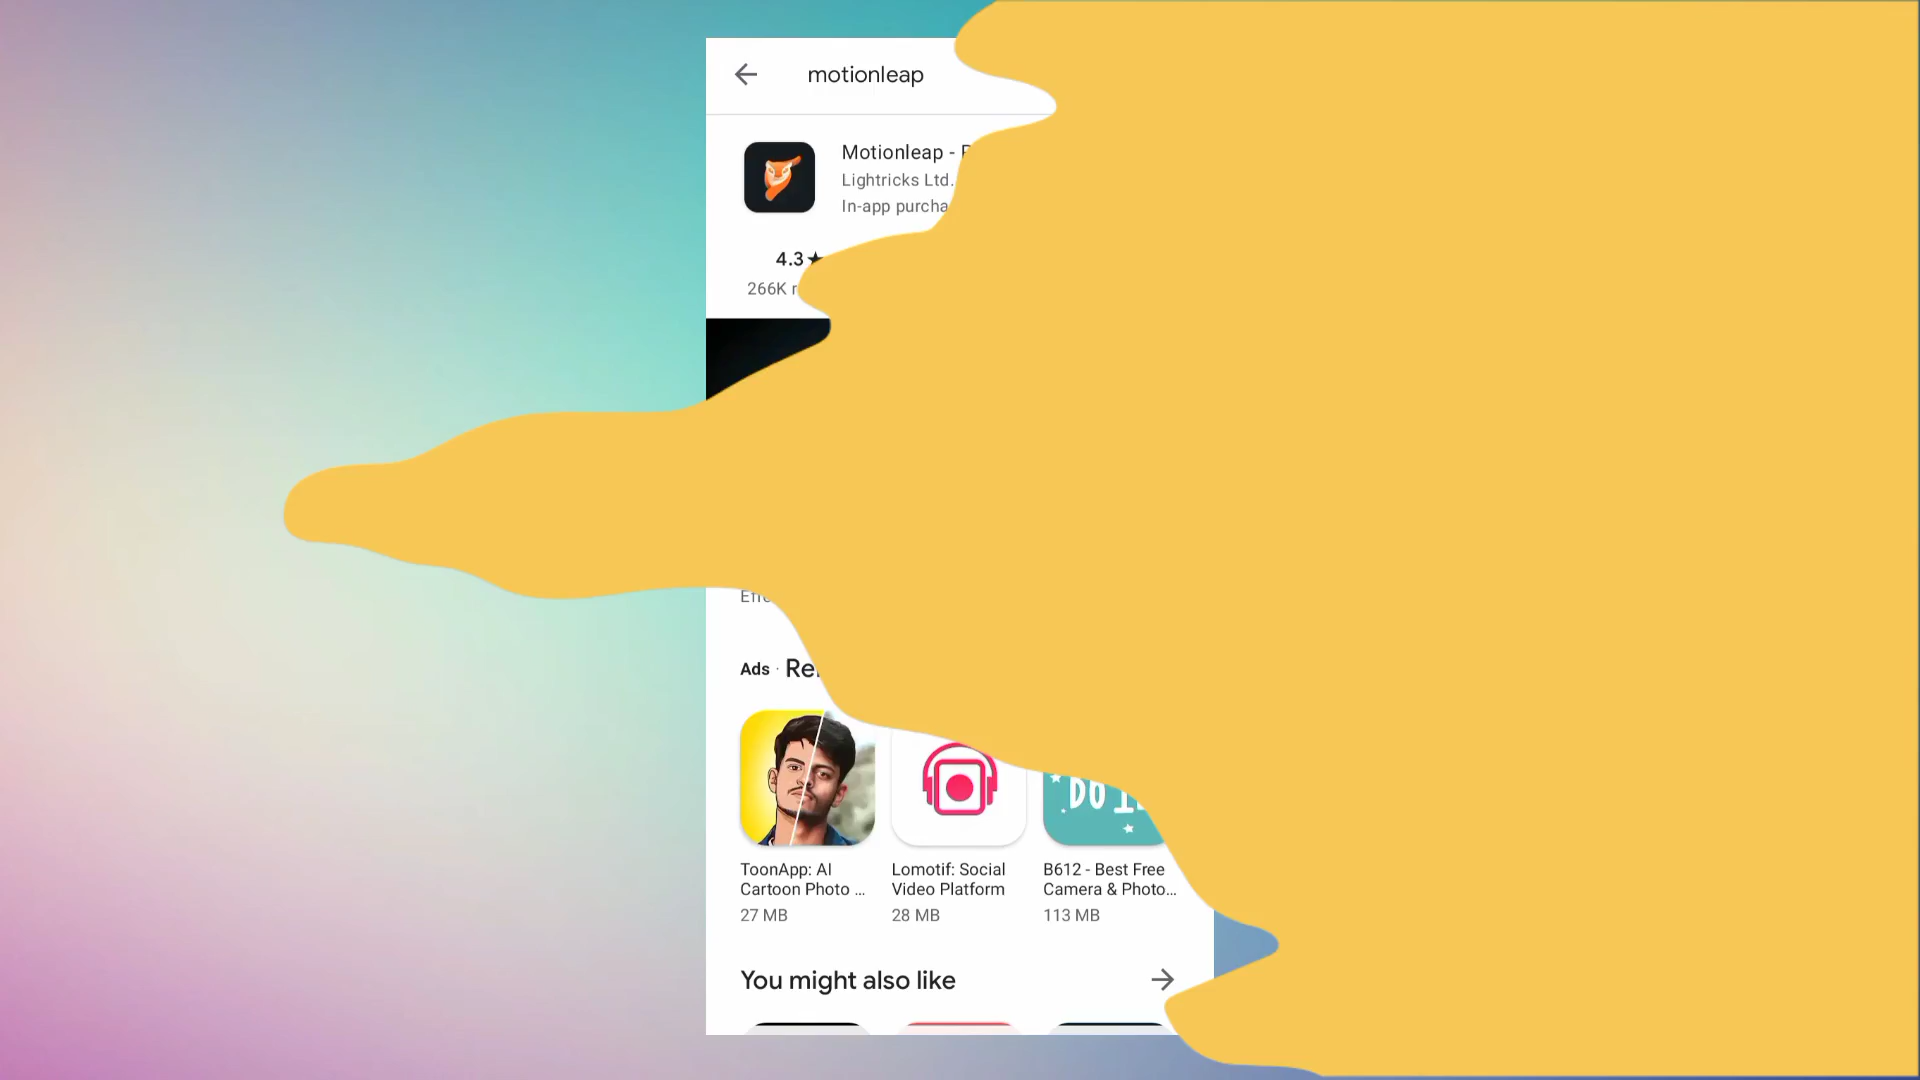 motionleap
Motionleap -
Lightricks Ltd.
In-app
4.3★
266K
Ads ·
ToonApp: AI
Cartoon Photo ...
27 MB
Lomotif: Social
Video Platform
28 MB
B612 - Best Free
Camera & Photo...
113 MB
You might also like